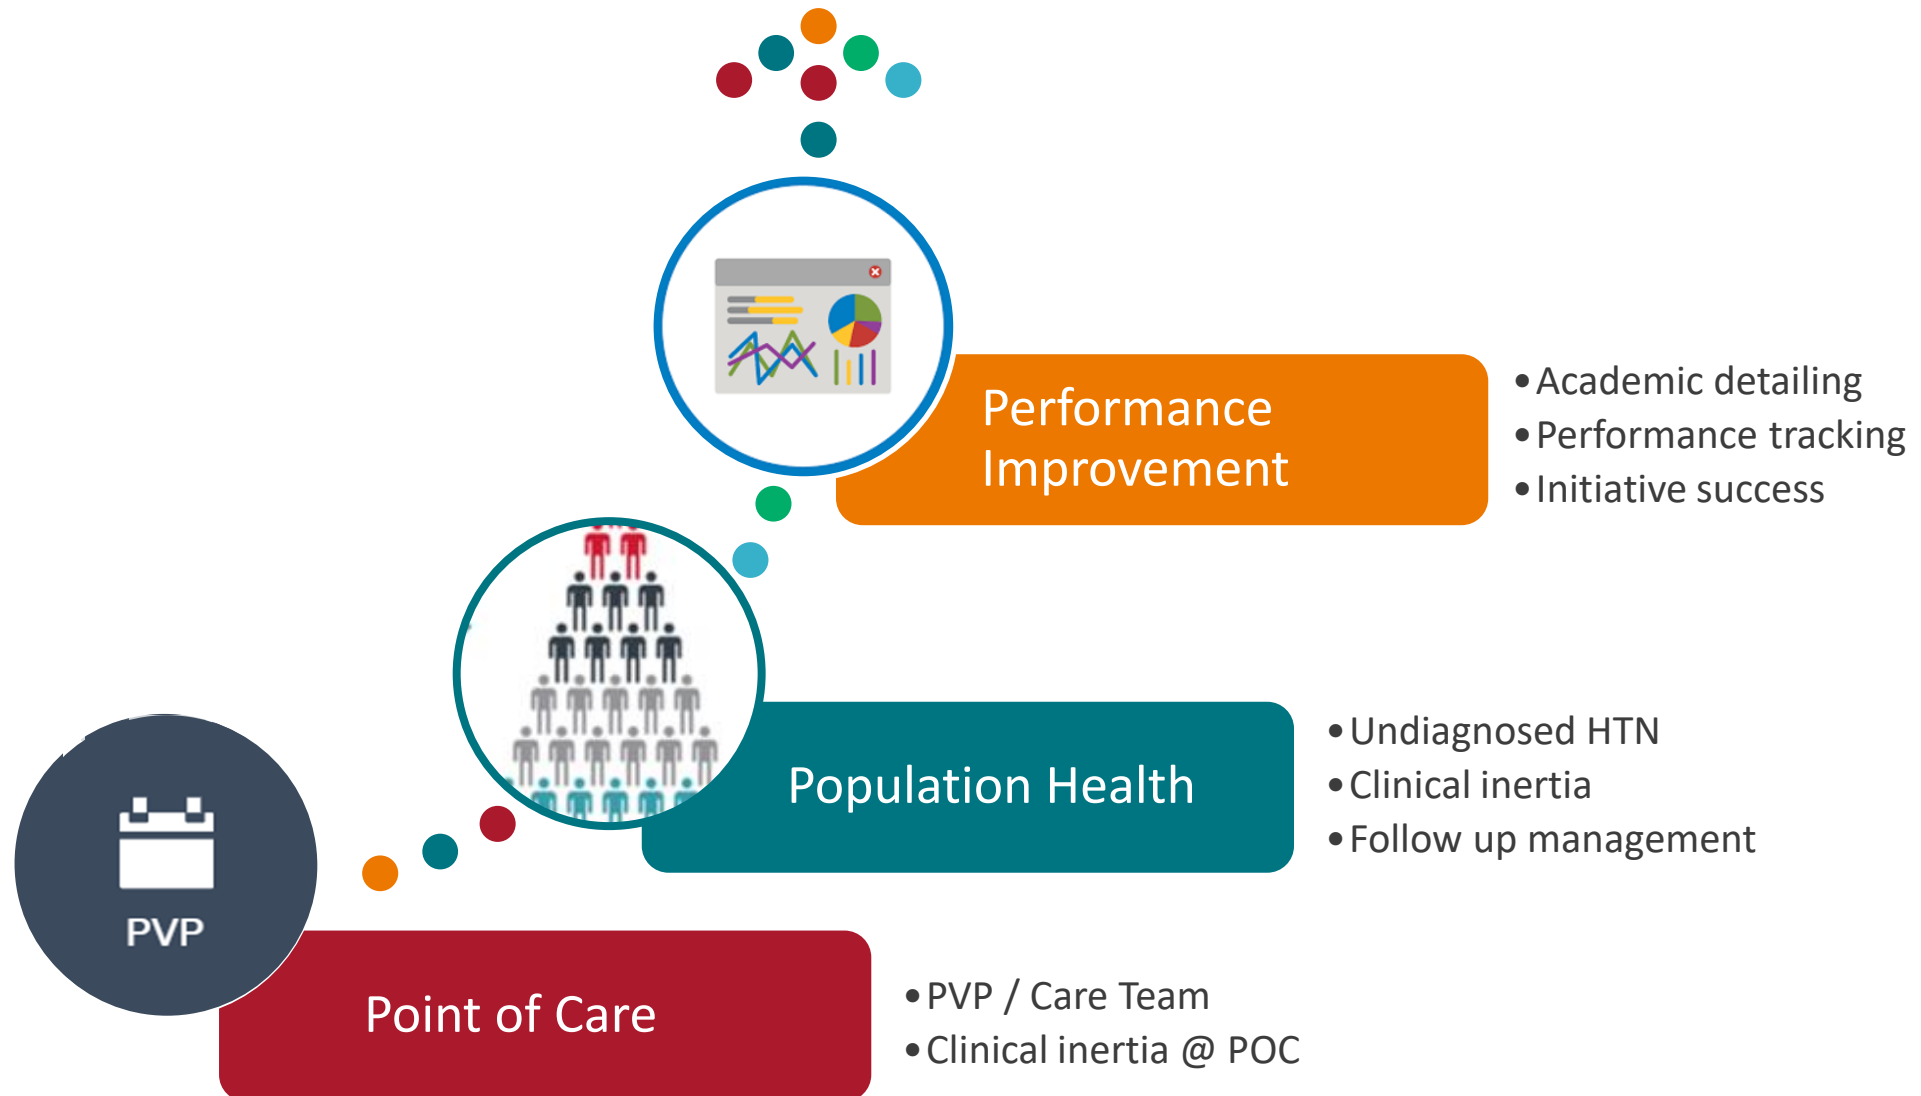 Performance
Improvement
•Academic detailing
•Performance tracking
•Initiative success
Population Health
•Undiagnosed HTN
•Clinical inertia
•Follow up management
PVP
Point of Care
•PVP / Care Team
•Clinical inertia @ POC